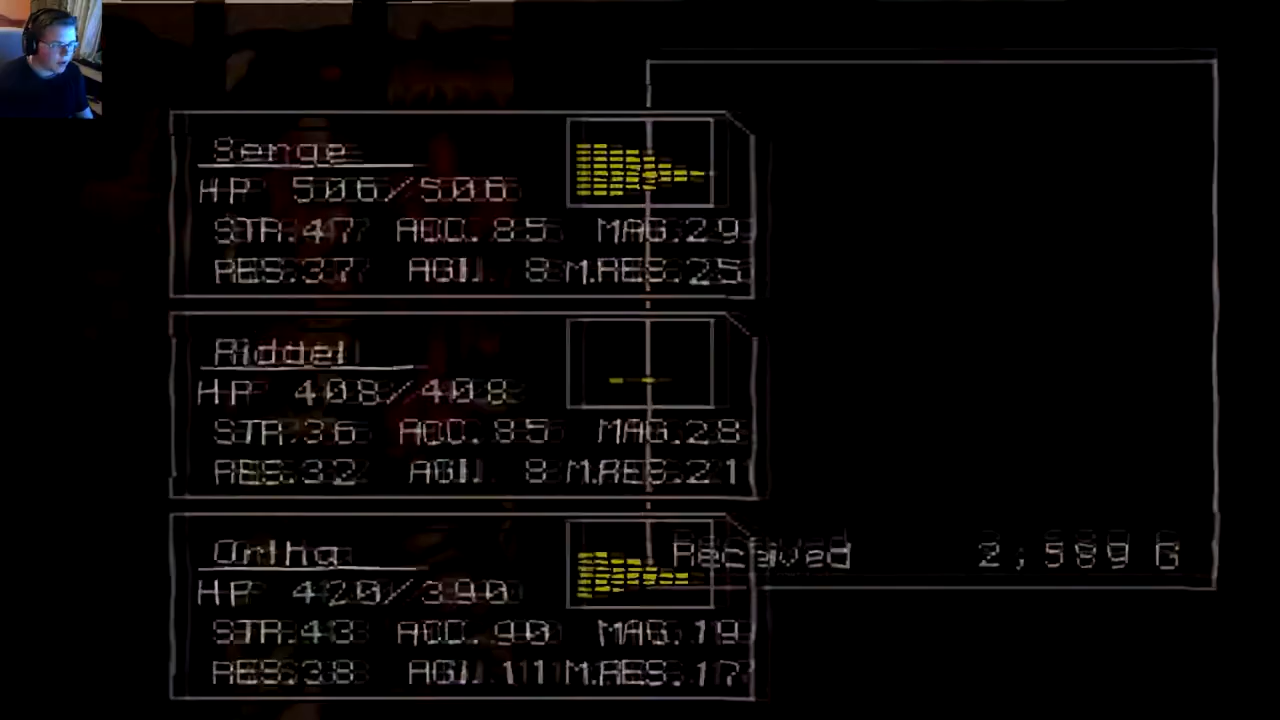 Serge
HP 506/506
STR.47 ACC.85 MAG.29
RES.37 AGI. 8 M.RES.25
Riddel
HP 408/408
STR.36 ACC.85 MAG.28
RES.32 AGI. 8 M.RES.21
Orlha
HP 420/390
STR.43 ACC.90 MAG.19
RES.38 AGI.11 M.RES.17
Received 2,589 G